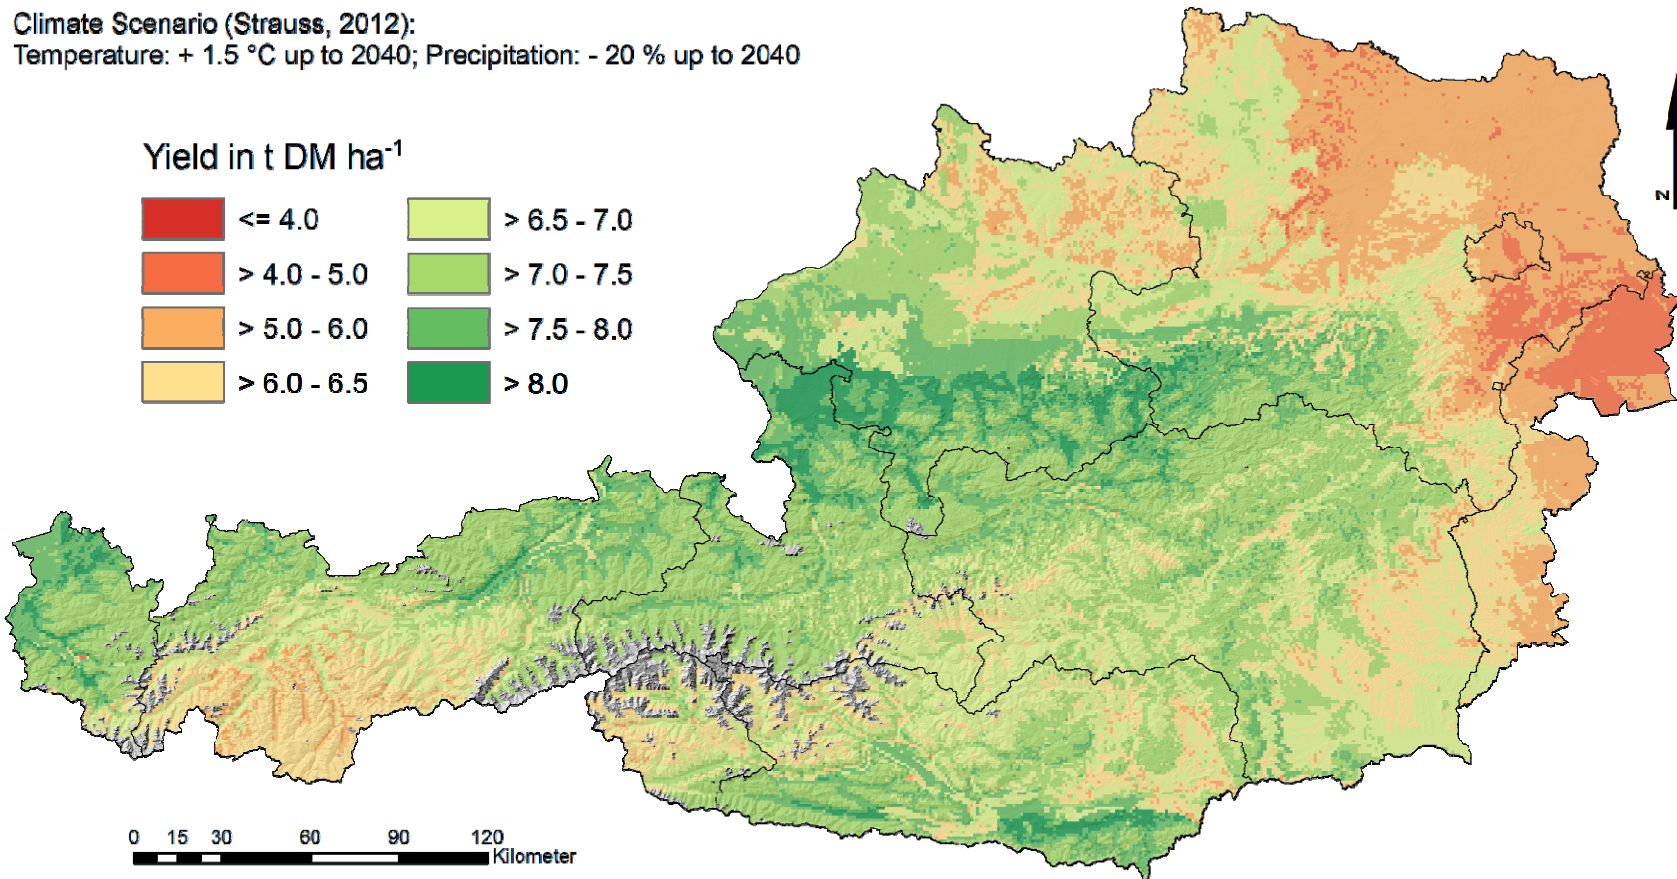 Climate Scenario (Strauss, 2012):
Temperature: + 1.5 °C up to 2040; Precipitation: - 20 % up to 2040
Yield in t DM ha⁻¹
<= 4.0
> 4.0 - 5.0
> 5.0 - 6.0
> 6.0 - 6.5
> 6.5 - 7.0
> 7.0 - 7.5
> 7.5 - 8.0
> 8.0
N
0 15 30 60 90 120
Kilometer